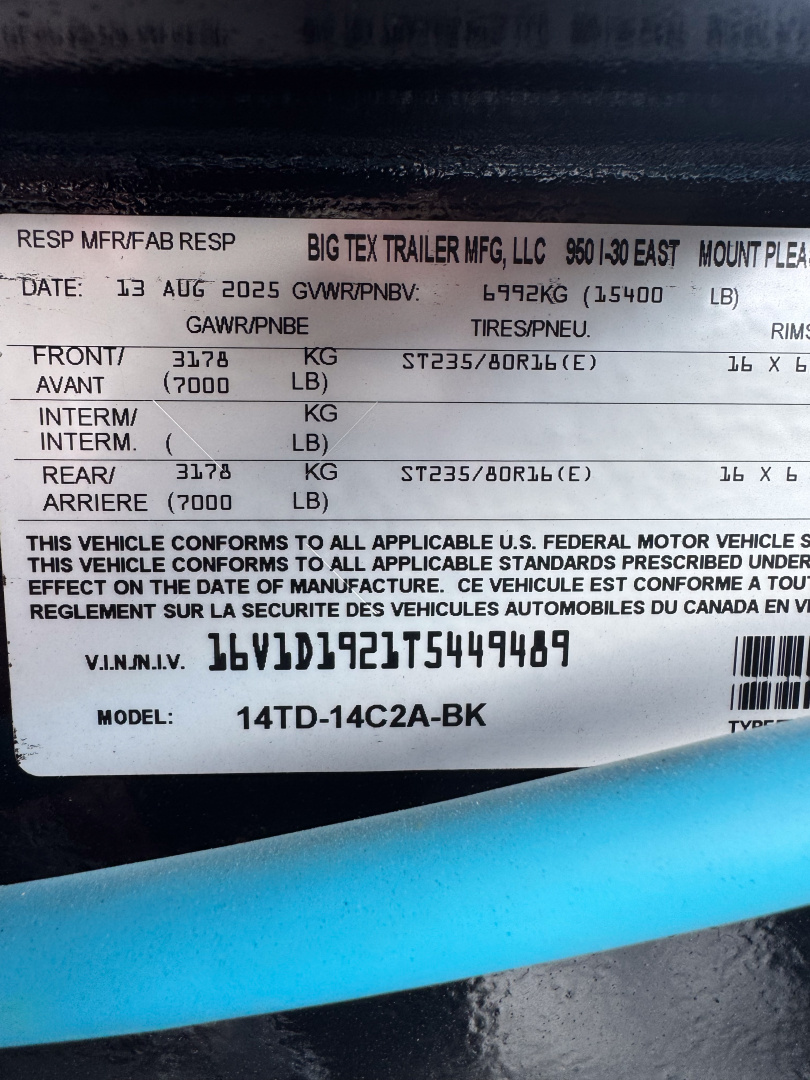 RESP MFR/FAB RESP BIG TEX TRAILER MFG, LLC 950 I-30 EAST MOUNT PLEA
DATE: 13 AUG 2025 GVWR/PNBV: 6992KG (15400 LB)
GAWR/PNBE TIRES/PNEU. RIMS
FRONT/ 3178 KG ST235/80R16(E) 16 X 6
AVANT (7000 LB)
INTERM/ KG
INTERM. ( LB)
REAR/ 3178 KG ST235/80R16(E) 16 X 6
ARRIERE (7000 LB)
THIS VEHICLE CONFORMS TO ALL APPLICABLE U.S. FEDERAL MOTOR VEHICLE S
THIS VEHICLE CONFORMS TO ALL APPLICABLE STANDARDS PRESCRIBED UNDER
EFFECT ON THE DATE OF MANUFACTURE. CE VEHICULE EST CONFORME A TOU
REGLEMENT SUR LA SECURITE DES VEHICULES AUTOMOBILES DU CANADA EN VI
V.I.N./N.I.V. 16V1D1921T5449489
MODEL: 14TD-14C2A-BK